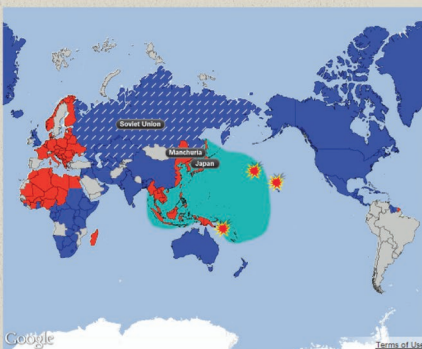 Soviet Union
Manchuria
Japan
Google
Terms of Use